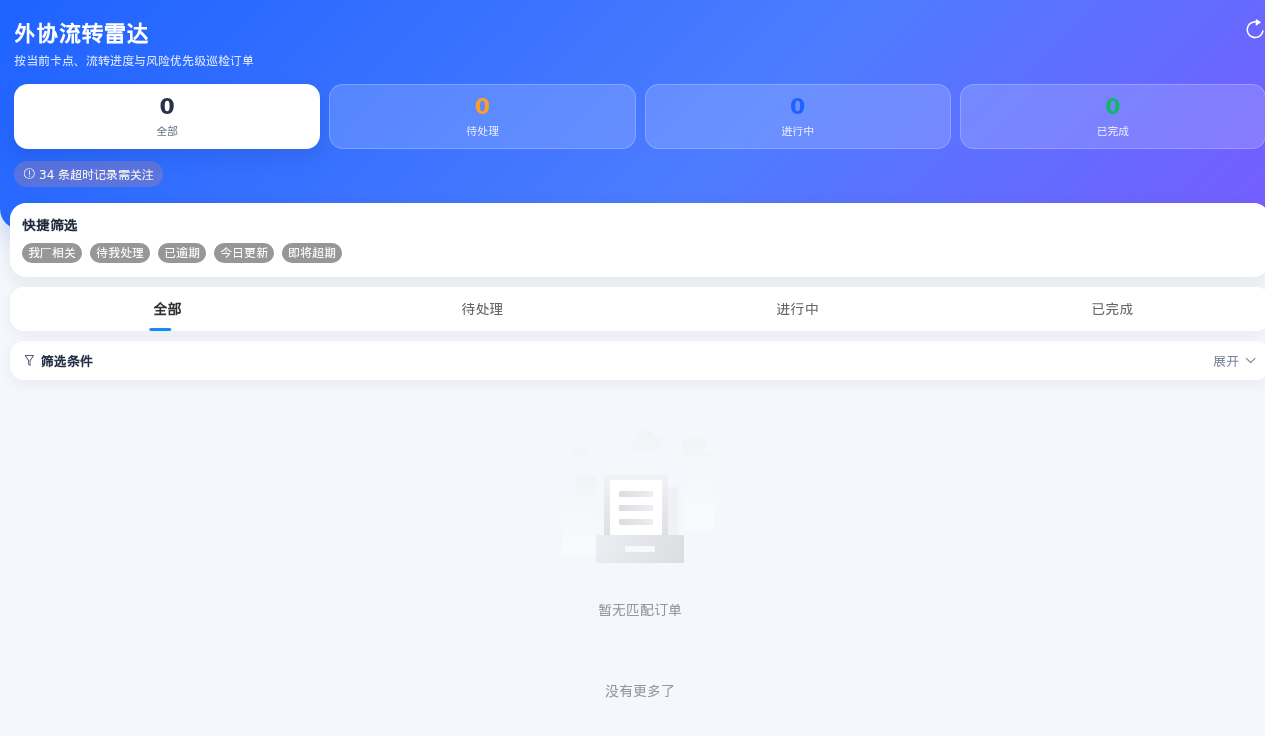 外协流转雷达
按当前卡点、流转进度与风险优先级巡检订单
0
全部
0
待处理
0
进行中
0
已完成
34 条超时记录需关注
快捷筛选
我厂相关
待我处理
已逾期
今日更新
即将超期
全部
待处理
进行中
已完成
筛选条件
展开
暂无匹配订单
没有更多了